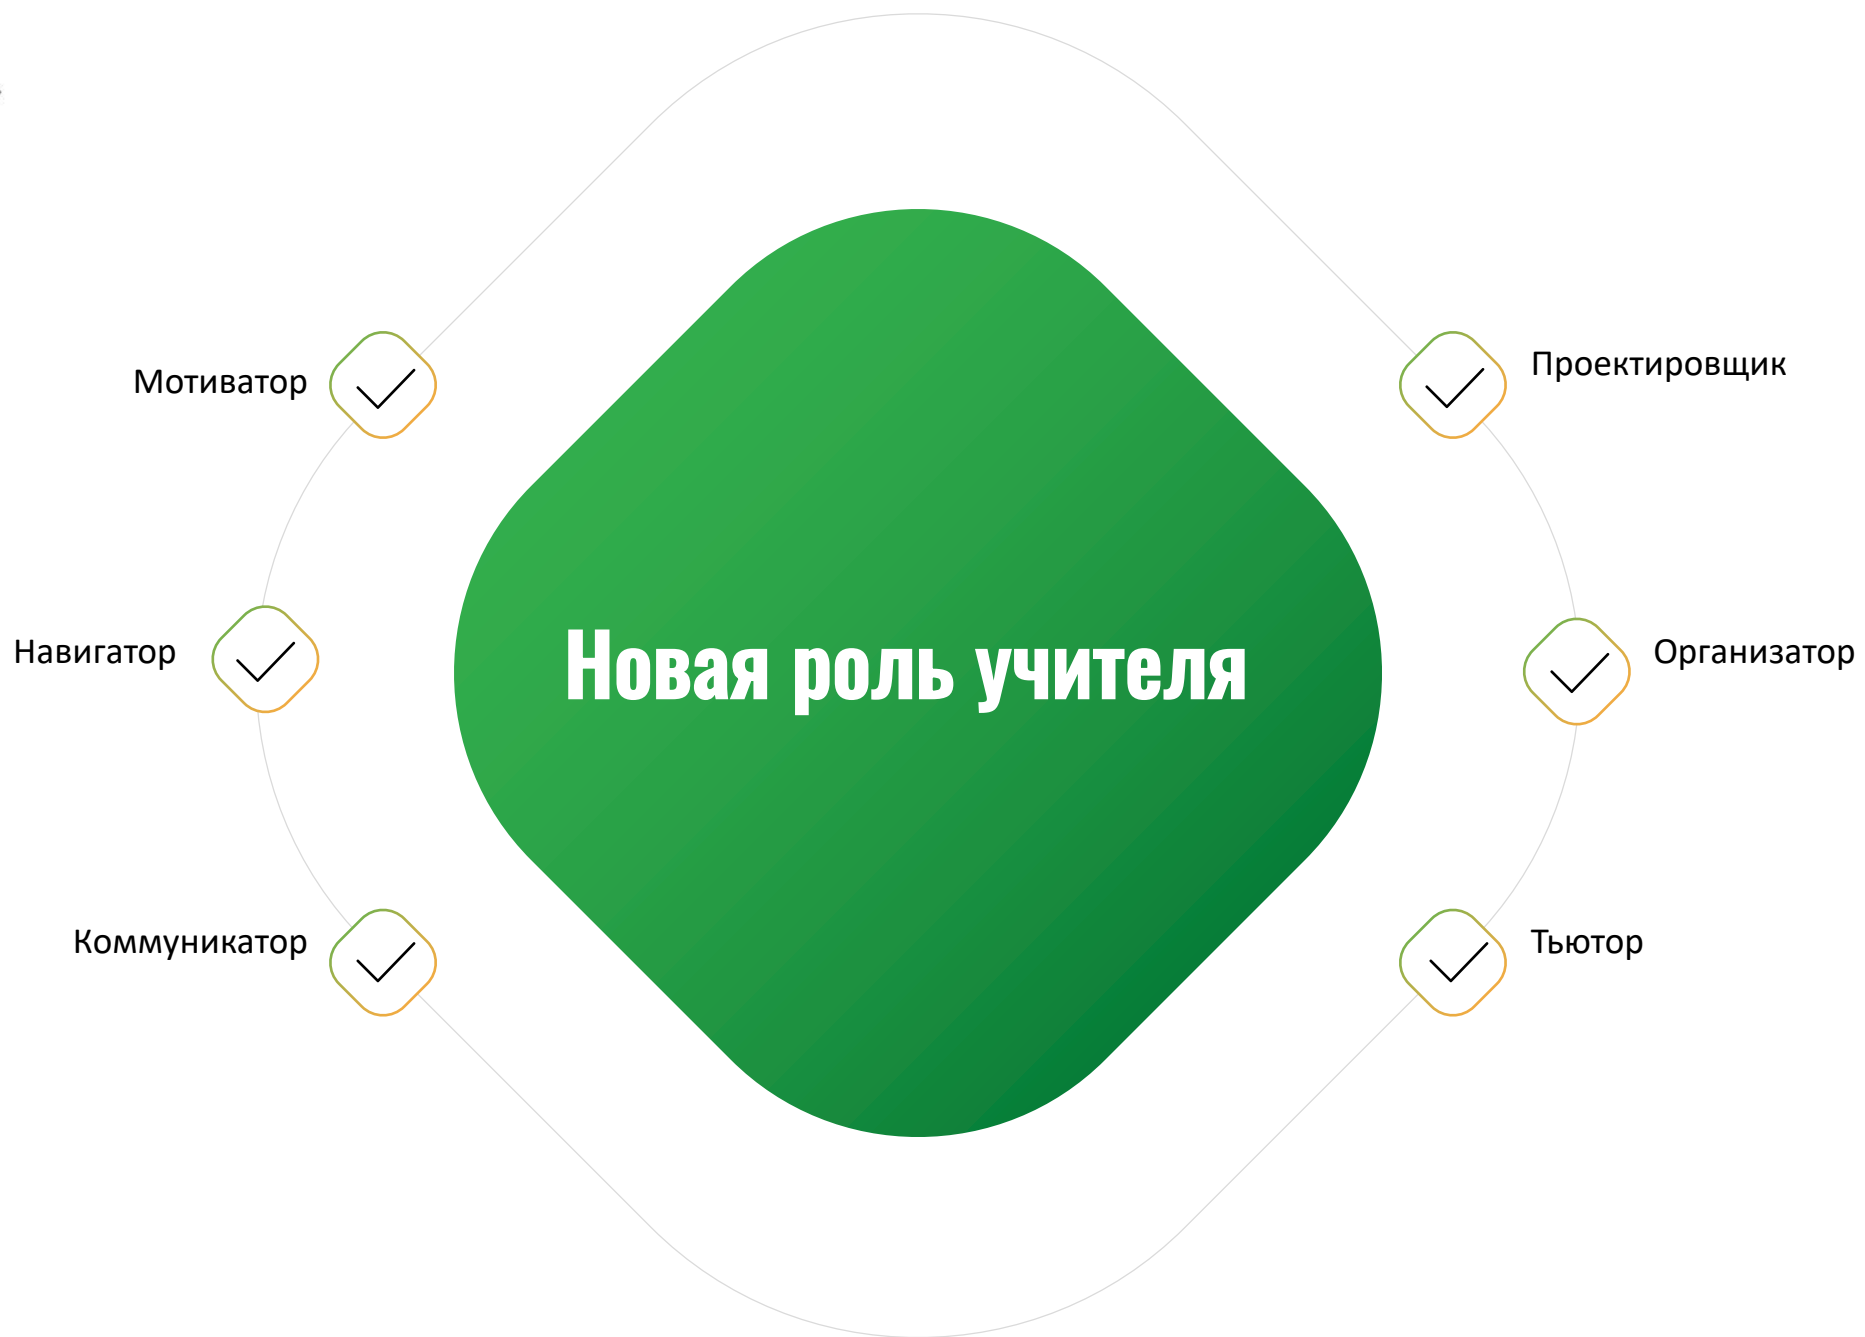 Мотиватор
Проектировщик
Навигатор
Новая роль учителя
Организатор
Коммуникатор
Тьютор